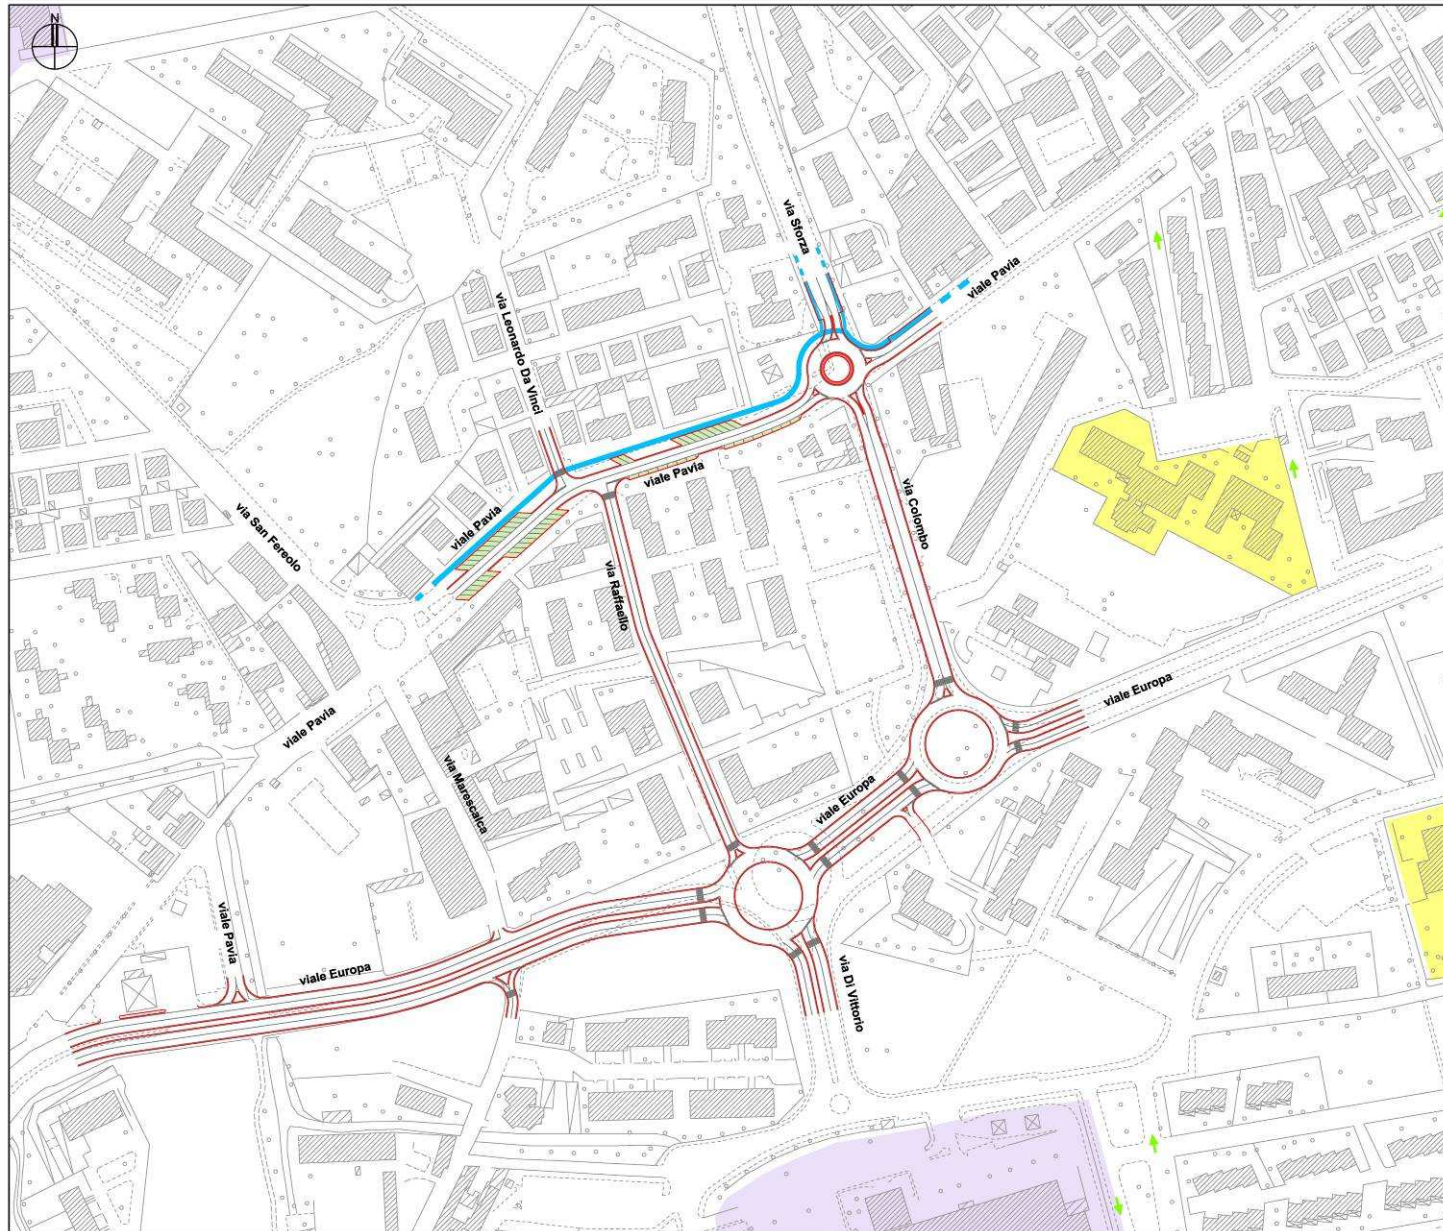 N
via Sforza
viale Pavia
via Leonardo Da Vinci
viale Pavia
via Colombo
viale Pavia
via San Fereolo
via Raffaello
viale Europa
viale Pavia
via Marescalca
viale Europa
viale Pavia
viale Europa
via Di Vittorio